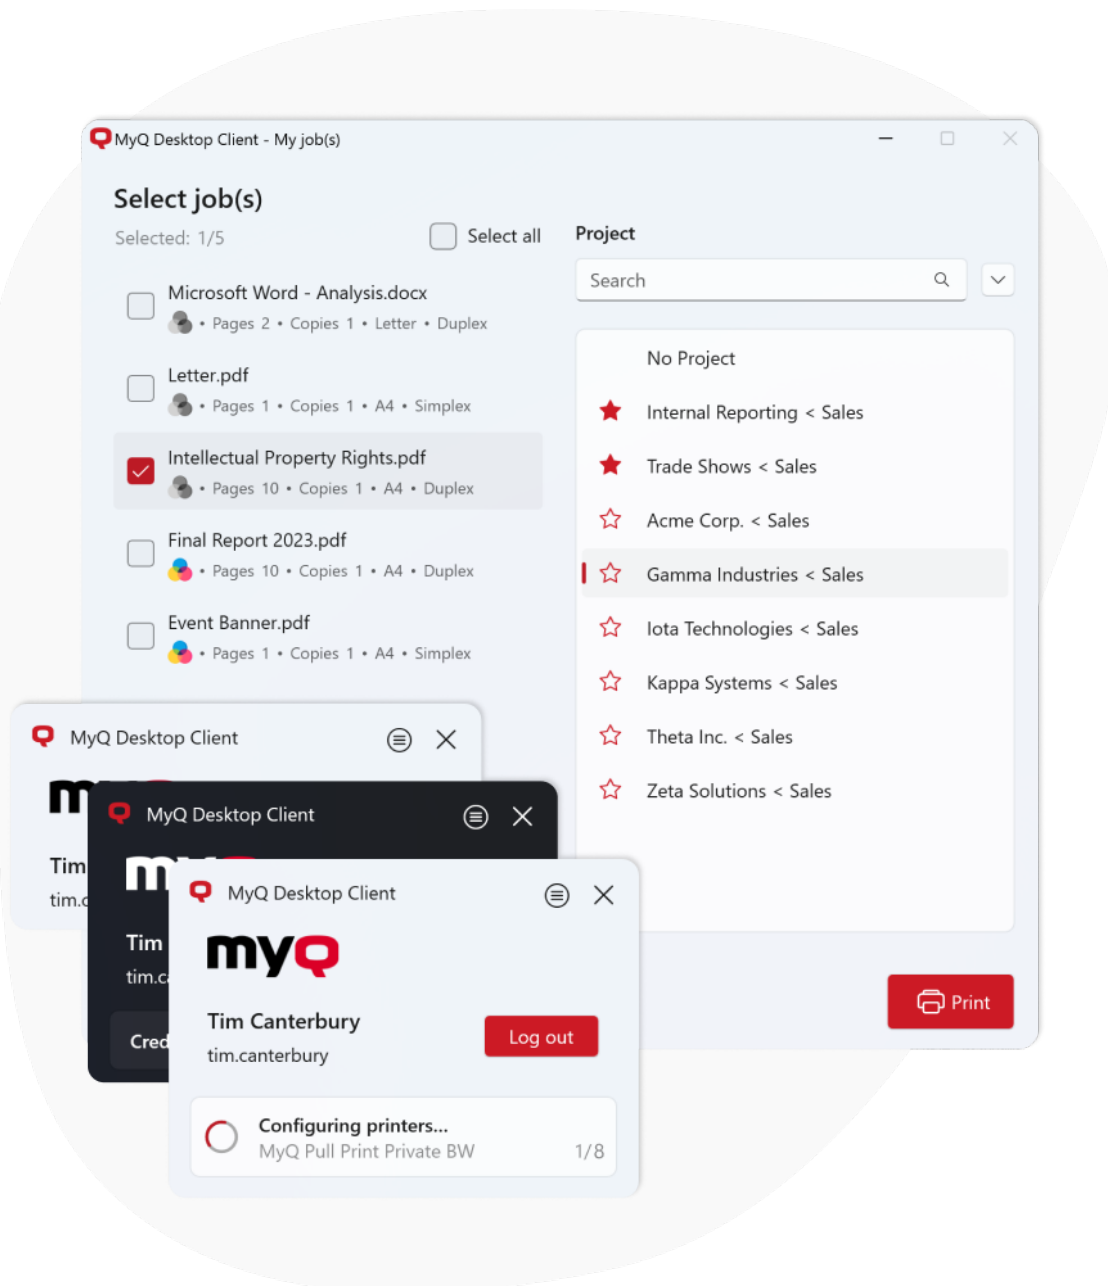 MyQ Desktop Client - My job(s)
Select job(s)
Selected: 1/5
Select all
Microsoft Word - Analysis.docx
• Pages 2 • Copies 1 • Letter • Duplex
Letter.pdf
• Pages 1 • Copies 1 • A4 • Simplex
Intellectual Property Rights.pdf
• Pages 10 • Copies 1 • A4 • Duplex
Final Report 2023.pdf
• Pages 10 • Copies 1 • A4 • Duplex
Event Banner.pdf
• Pages 1 • Copies 1 • A4 • Simplex
Project
Search
No Project
Internal Reporting < Sales
Trade Shows < Sales
Acme Corp. < Sales
Gamma Industries < Sales
Iota Technologies < Sales
Kappa Systems < Sales
Theta Inc. < Sales
Zeta Solutions < Sales
Print
MyQ Desktop Client
Tim
MyQ Desktop Client
Tim
MyQ Desktop Client
myQ
Tim Canterbury
tim.canterbury
Log out
Configuring printers...
MyQ Pull Print Private BW
1/8